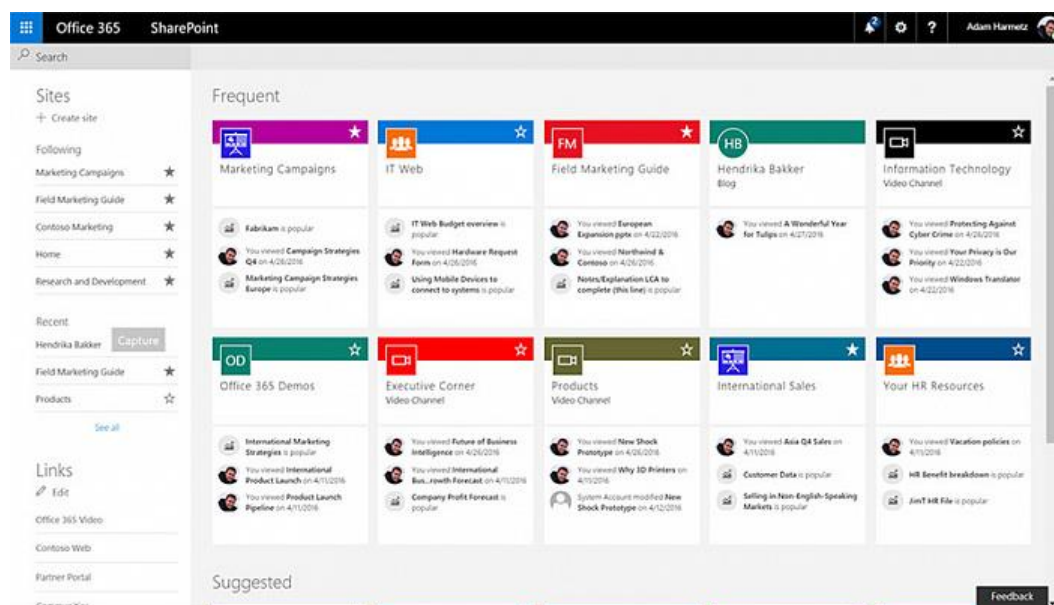 Office 365 SharePoint
2
?
Adam Harmetz
Search
Sites
+ Create site
Following
Marketing Campaigns
Field Marketing Guide
Contoso Marketing
Home
Research and Development
Recent
Hendrika Bakker
Capture
Field Marketing Guide
Products
See all
Links
Edit
Office 365 Video
Contoso Web
Partner Portal
Frequent
Marketing Campaigns
Fabrikam is popular
You viewed Campaign Strategies
Q4 on 4/26/2016
Marketing Campaign Strategies
Europe is popular
IT Web
IT Web Budget overview is
popular
You viewed Hardware Request
Form on 4/26/2016
Using Mobile Devices to
connect to systems is popular
FM
Field Marketing Guide
You viewed European
Expansion pptx on 4/22/2016
You viewed Northwind &
Contoso on 4/26/2016
Notes/Explanation LCA to
complete (this line) is popular
HB
Hendrika Bakker
Blog
You viewed A Wonderful Year
for Tulips on 4/27/2016
Information Technology
Video Channel
You viewed Protecting Against
Cyber Crime on 4/26/2016
You viewed Your Privacy is Our
Priority on 4/22/2016
You viewed Windows Translator
on 4/22/2016
OD
Office 365 Demos
International Marketing
Strategies is popular
You viewed International
Product Launch on 4/11/2016
You viewed Product Launch
Pipeline on 4/11/2016
Executive Corner
Video Channel
You viewed Future of Business
Intelligence on 4/26/2016
You viewed International
Bus...rowth Forecast on 4/11/2016
Company Profit Forecast is
popular
Products
Video Channel
You viewed New Shock
Prototype on 4/26/2016
You viewed Why 3D Printers on
4/11/2016
System Account modified New
Shock Prototype on 4/12/2016
International Sales
You viewed Asia Q4 Sales on
4/11/2016
Customer Data is popular
Selling in Non-English-Speaking
Markets is popular
Your HR Resources
You viewed Vacation policies on
4/11/2016
HR Benefit breakdown is popular
JimT HR File is popular
Suggested
Feedback